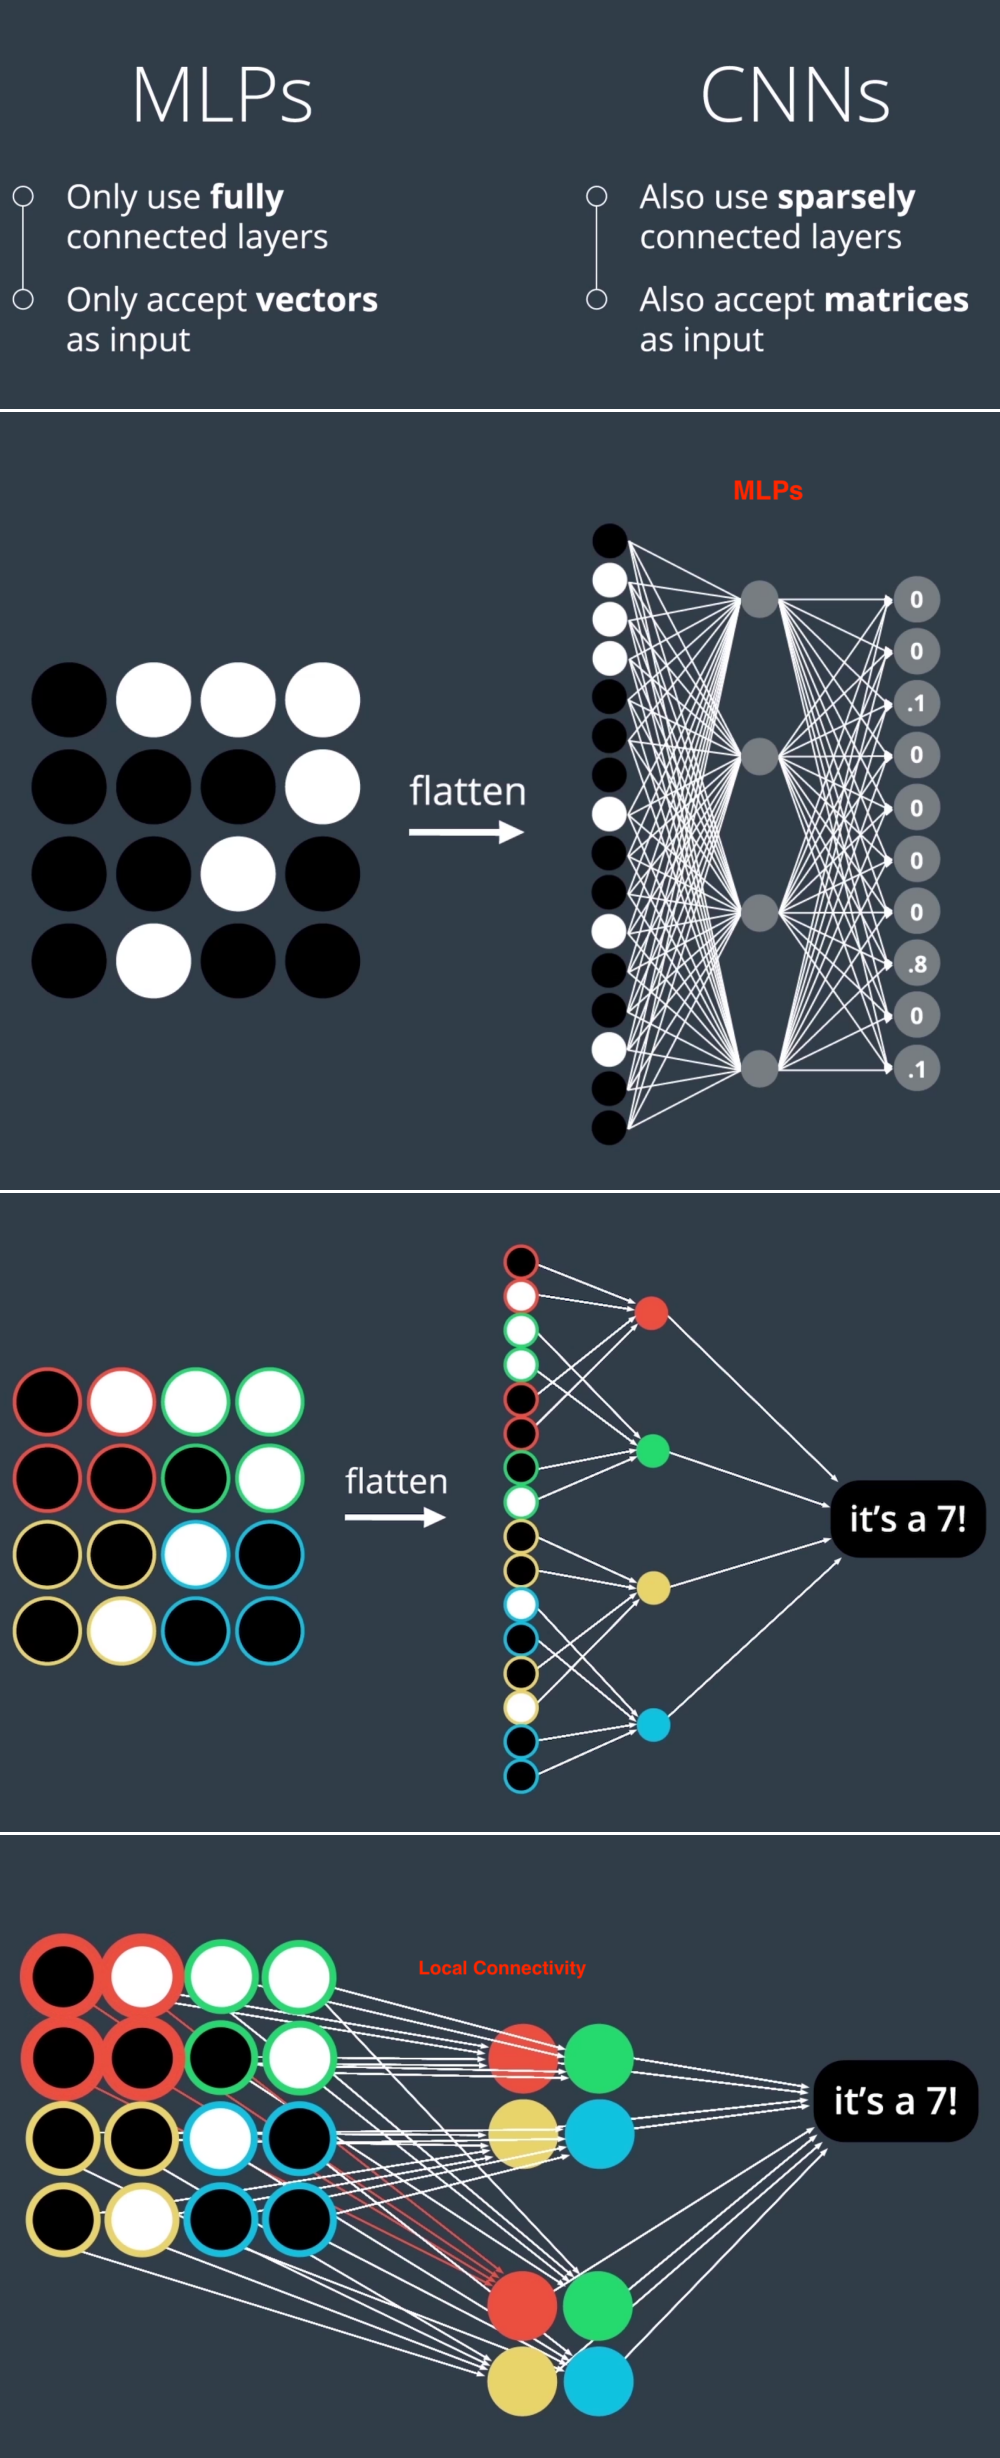 MLPs
Only use fully
connected layers
Only accept vectors
as input
CNNs
Also use sparsely
connected layers
Also accept matrices
as input
MLPs
flatten
0
0
.1
0
0
0
0
.8
0
.1
flatten
it's a 7!
Local Connectivity
it's a 7!